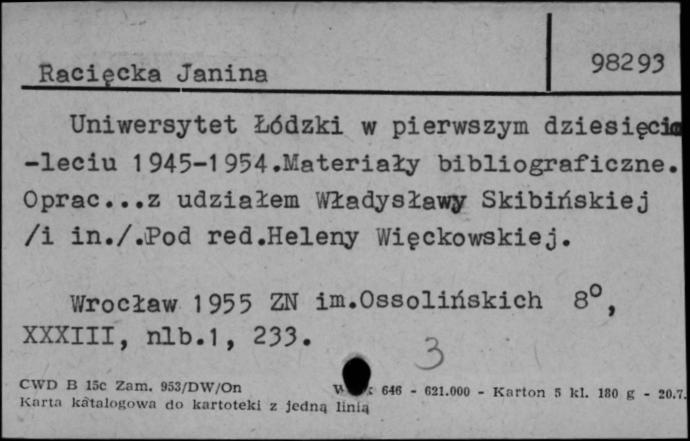 Racięcka Janina
98293
Uniwersytet Łódzki w pierwszym dziesięcio
-leciu 1945-1954.Materiały bibliograficzne.
Oprac...z udziałem Władysławy Skibińskiej
/i in./.Pod red.Heleny Więckowskiej.
Wrocław 1955 ZN im.Ossolińskich 8°,
XXXIII, nlb.1, 233.
3
CWD B 15c Zam. 953/DW/On 646 - 621.000 - Karton 5 kl. 180 g - 20.7.
Karta katalogowa do kartoteki z jedną linią